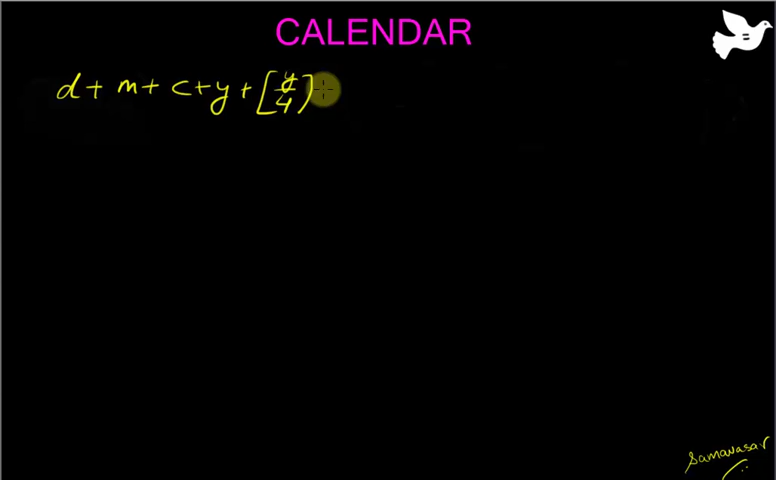 CALENDAR
d + m + c + y + [y/4]
Samavasar